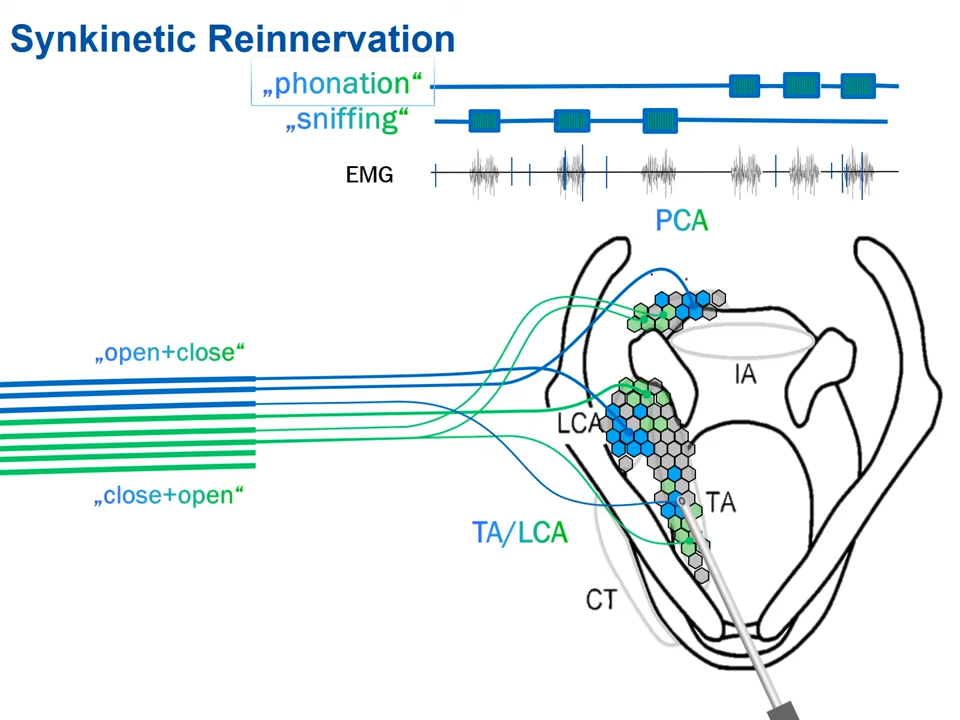 Synkinetic Reinnervation
„phonation“
„sniffing“
EMG
PCA
„open+close“
IA
LCA
„close+open“
TA
TA/LCA
CT